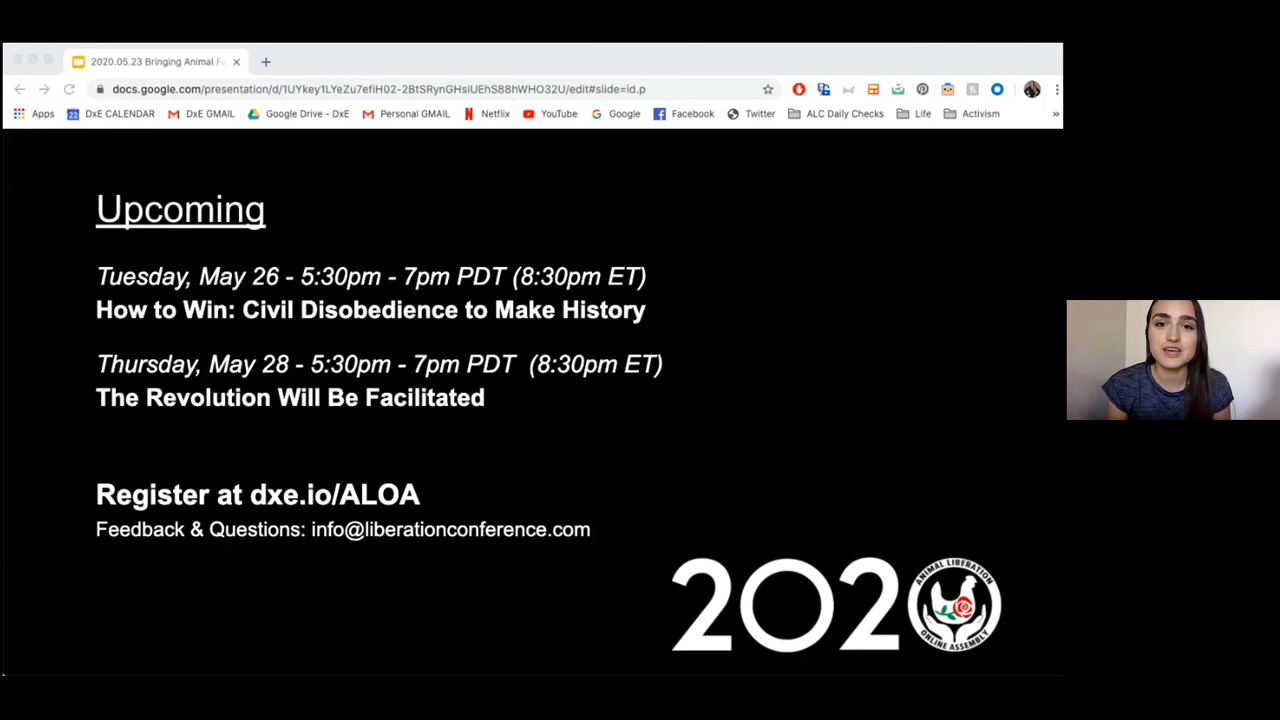 2020.05.23 Bringing Animal Fa
docs.google.com/presentation/d/1UYkey1LYeZu7efiH02-2BtSRynGHsiUEhS88hWHO32U/edit#slide=id.p
Apps DxE CALENDAR DxE GMAIL Google Drive - DxE Personal GMAIL Netflix YouTube Google Facebook Twitter ALC Daily Checks Life Activism »
Upcoming
Tuesday, May 26 - 5:30pm - 7pm PDT (8:30pm ET)
How to Win: Civil Disobedience to Make History
Thursday, May 28 - 5:30pm - 7pm PDT (8:30pm ET)
The Revolution Will Be Facilitated
Register at dxe.io/ALOA
Feedback & Questions: info@liberationconference.com
202
ANIMAL LIBERATION
ONLINE ASSEMBLY